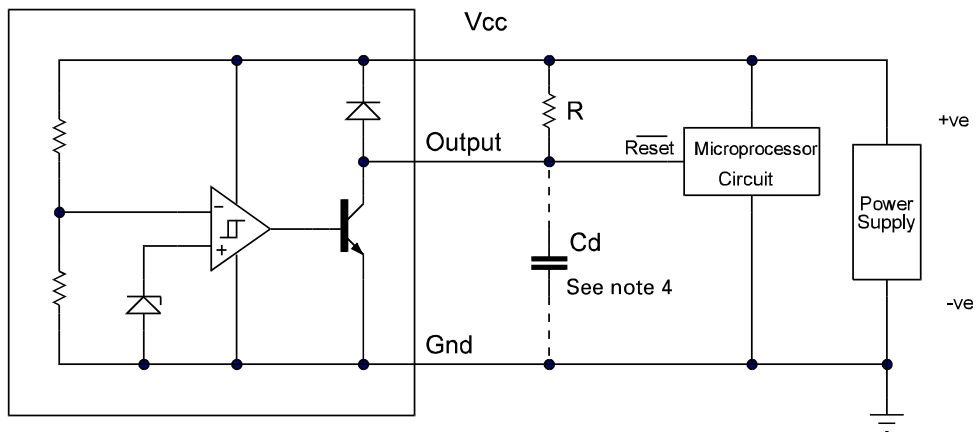 Vcc
R
+ve
Output
Reset
Microprocessor
Circuit
Power
Supply
−
+
Cd
See note 4
-ve
Gnd